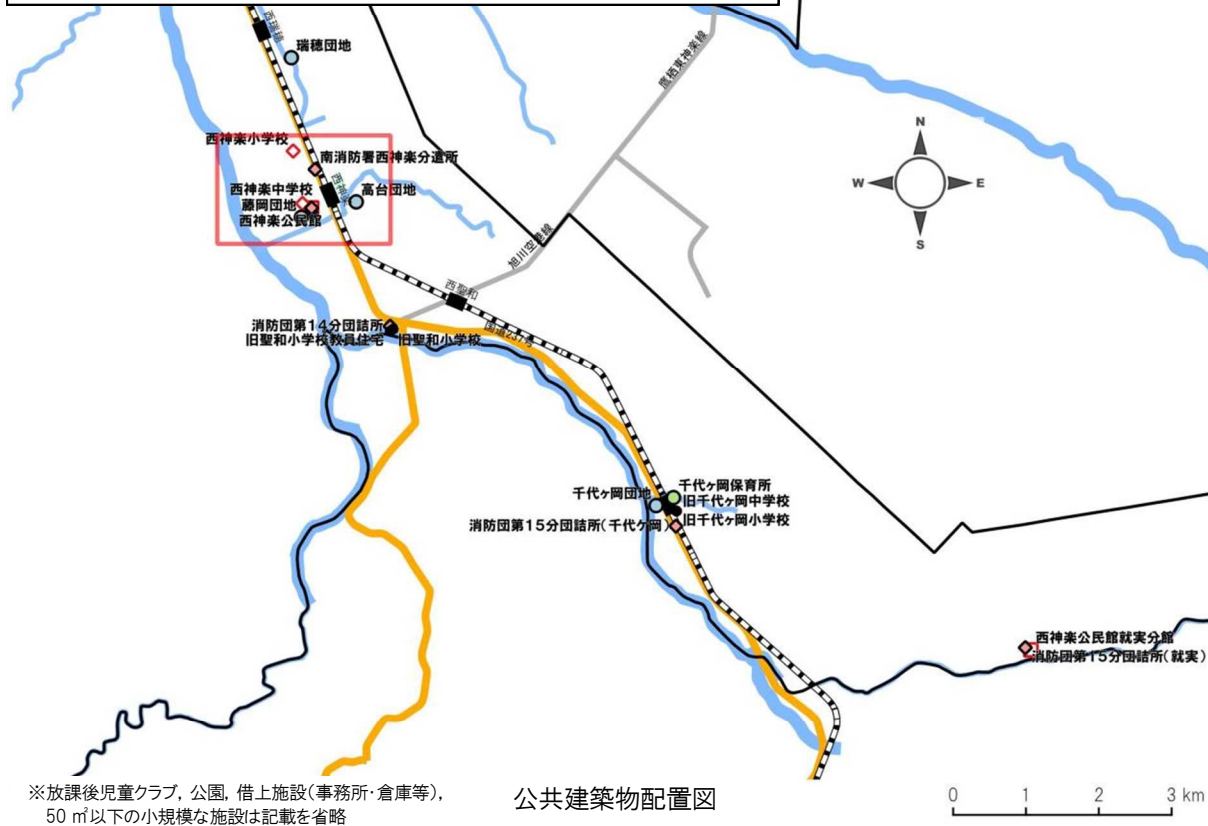 西瑞穂
瑞穂団地
鷹栖東神楽線
西神楽小学校
南消防署西神楽分遣所
西神楽
西神楽中学校
高台団地
藤岡団地
西神楽公民館
旭川空港線
N
W
E
S
西聖和
消防団第14分団詰所
国道237号
旧聖和小学校教員住宅
旧聖和小学校
千代ヶ岡保育所
千代ヶ岡団地
旧千代ヶ岡中学校
消防団第15分団詰所(千代ケ岡)
旧千代ヶ岡小学校
西神楽公民館就実分館
消防団第15分団詰所(就実)
※放課後児童クラブ, 公園, 借上施設(事務所・倉庫等),
50 ㎡以下の小規模な施設は記載を省略
公共建築物配置図
0 1 2 3 km